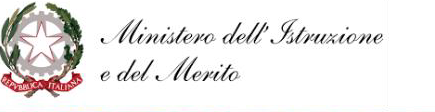 Ministero dell'Istruzione
e del Merito
REPVBBLICA ITALIANA